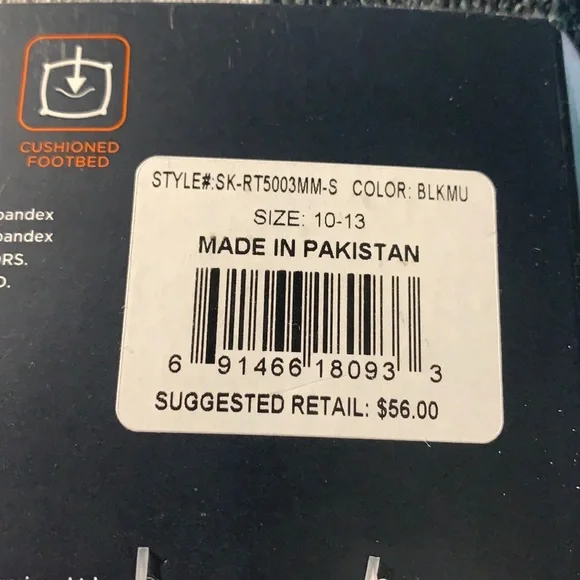 CUSHIONED
FOOTBED
pandex
pandex
RS.
STYLE#:SK-RT5003MM-S COLOR: BLKMU
SIZE: 10-13
MADE IN PAKISTAN
6 91466 18093 3
SUGGESTED RETAIL: $56.00